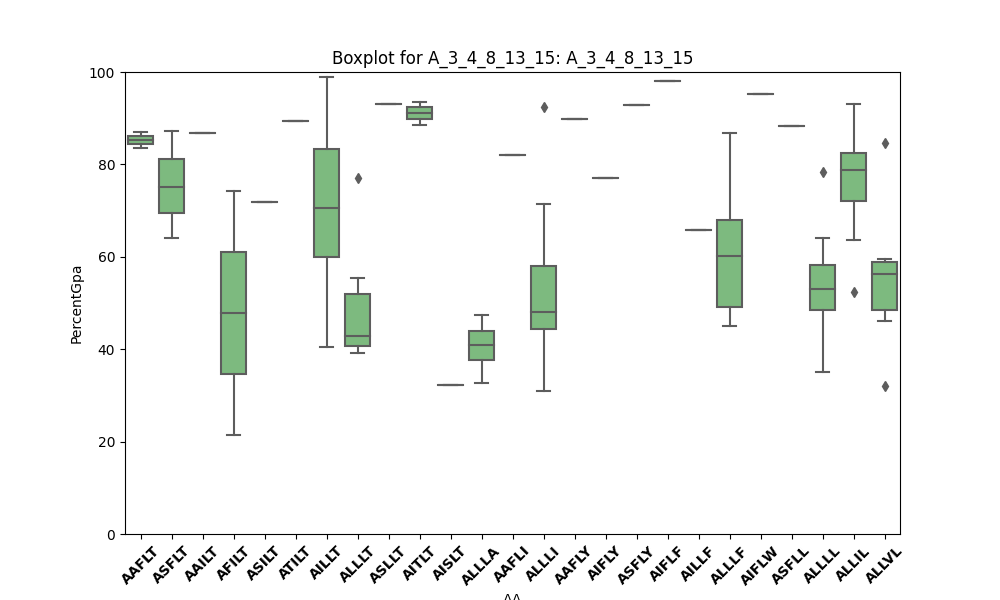 Boxplot for A_3_4_8_13_15: A_3_4_8_13_15
100
80
60
40
20
0
PercentGpa
AAFLT ASFLT AAILT AFILT ASILT ATILT AILLT ALLLT ASLLT AITLT AISLT ALLLA AAFLI ALLLI AAFLY AIFLY ASFLY AIFLF AILLF ALLLF AIFLW ASFLL ALLLL ALLIL ALLVL
AA